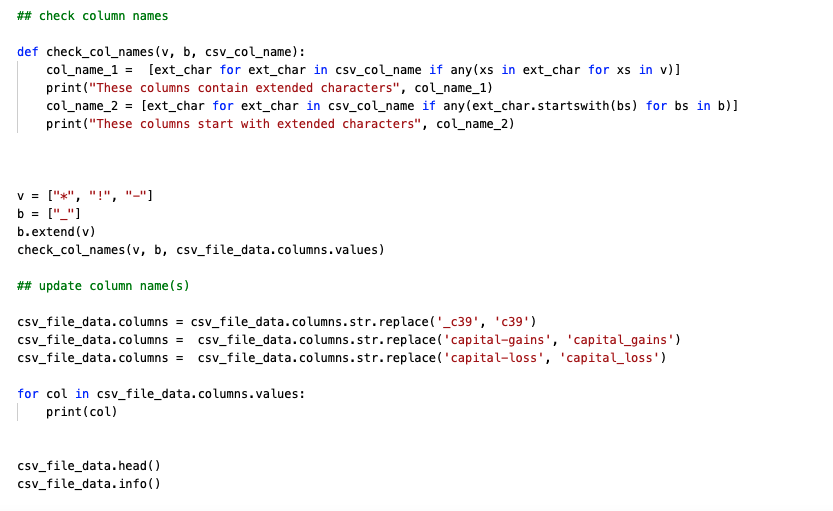 ## check column names
def check_col_names(v, b, csv_col_name):
    col_name_1 =  [ext_char for ext_char in csv_col_name if any(xs in ext_char for xs in v)]
    print("These columns contain extended characters", col_name_1)
    col_name_2 = [ext_char for ext_char in csv_col_name if any(ext_char.startswith(bs) for bs in b)]
    print("These columns start with extended characters", col_name_2)
v = ["*", "!", "-"]
b = ["_"]
b.extend(v)
check_col_names(v, b, csv_file_data.columns.values)
## update column name(s)
csv_file_data.columns = csv_file_data.columns.str.replace('_c39', 'c39')
csv_file_data.columns =  csv_file_data.columns.str.replace('capital-gains', 'capital_gains')
csv_file_data.columns =  csv_file_data.columns.str.replace('capital-loss', 'capital_loss')
for col in csv_file_data.columns.values:
    print(col)
csv_file_data.head()
csv_file_data.info()